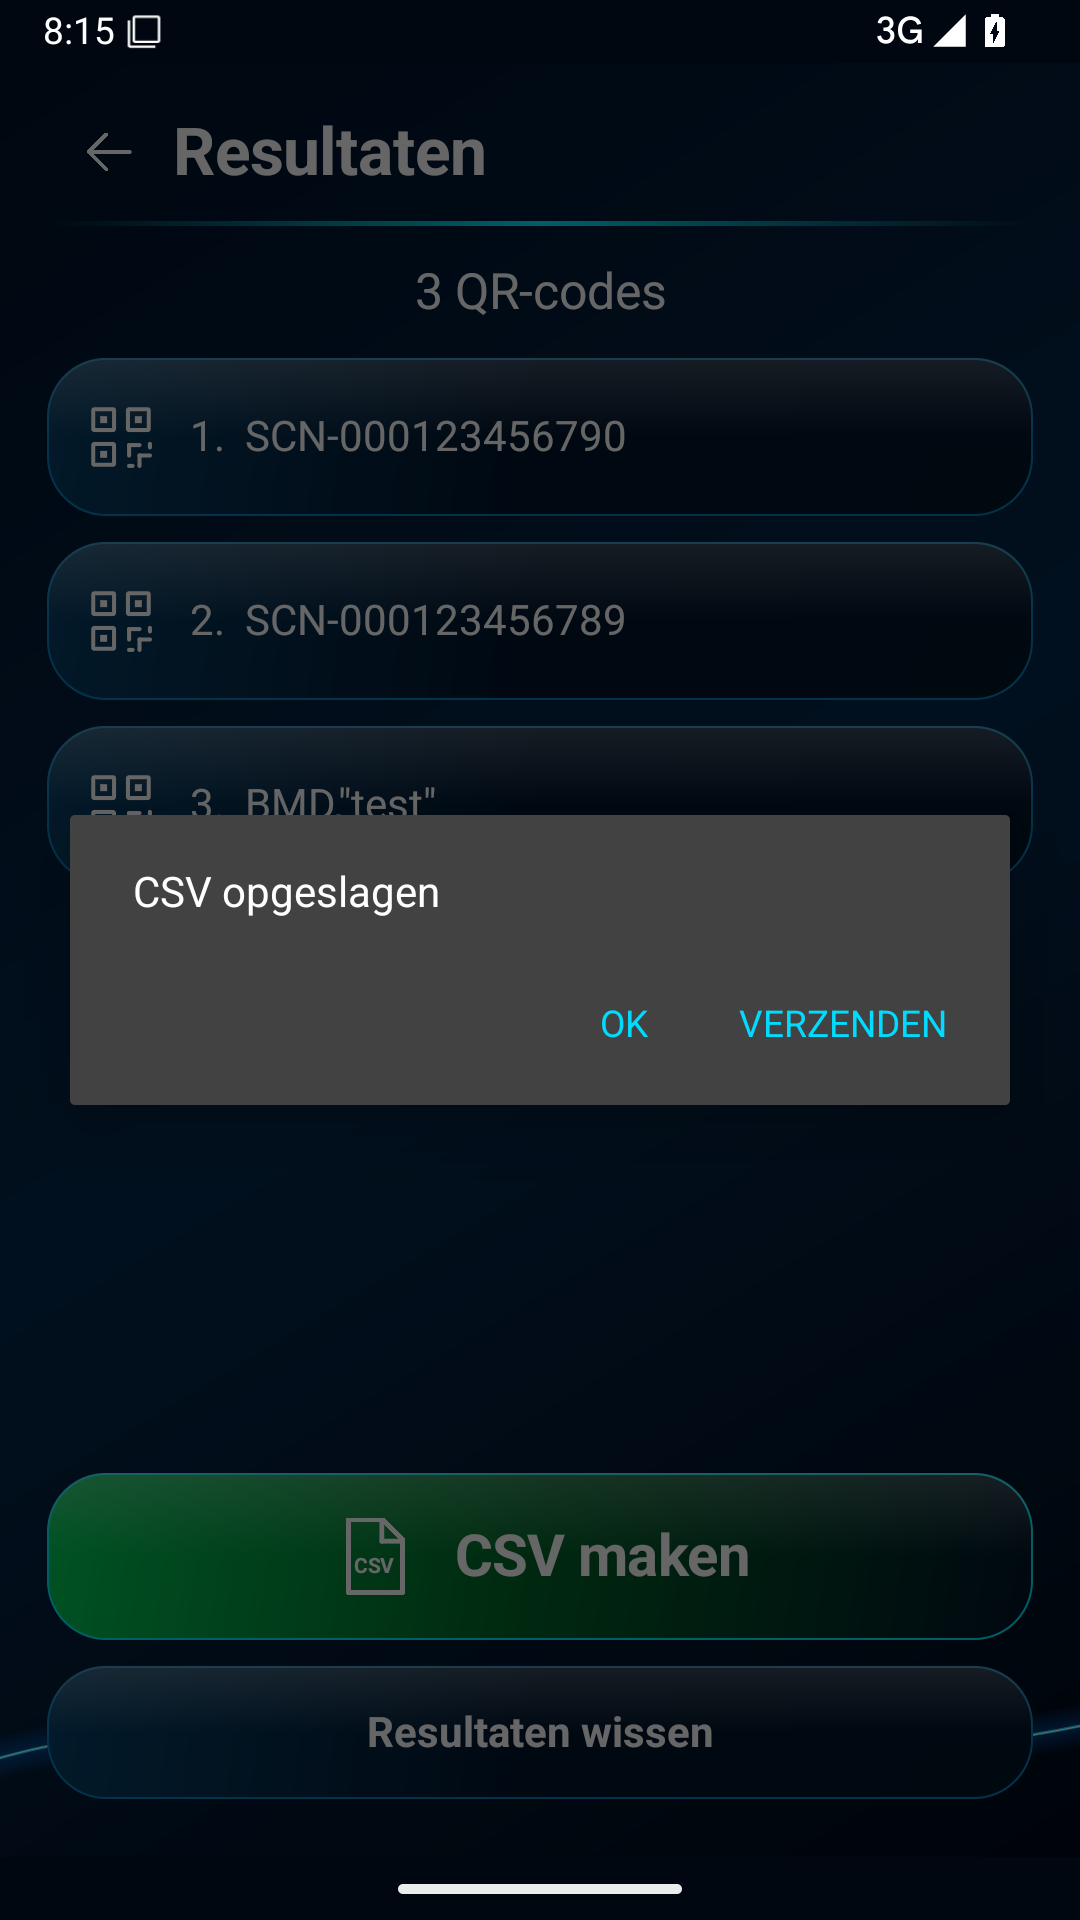 8:15 3G
Resultaten
3 QR-codes
1. SCN-000123456790
2. SCN-000123456789
3. BMD."test"
CSV opgeslagen
OK VERZENDEN
CSV CSV maken
Resultaten wissen